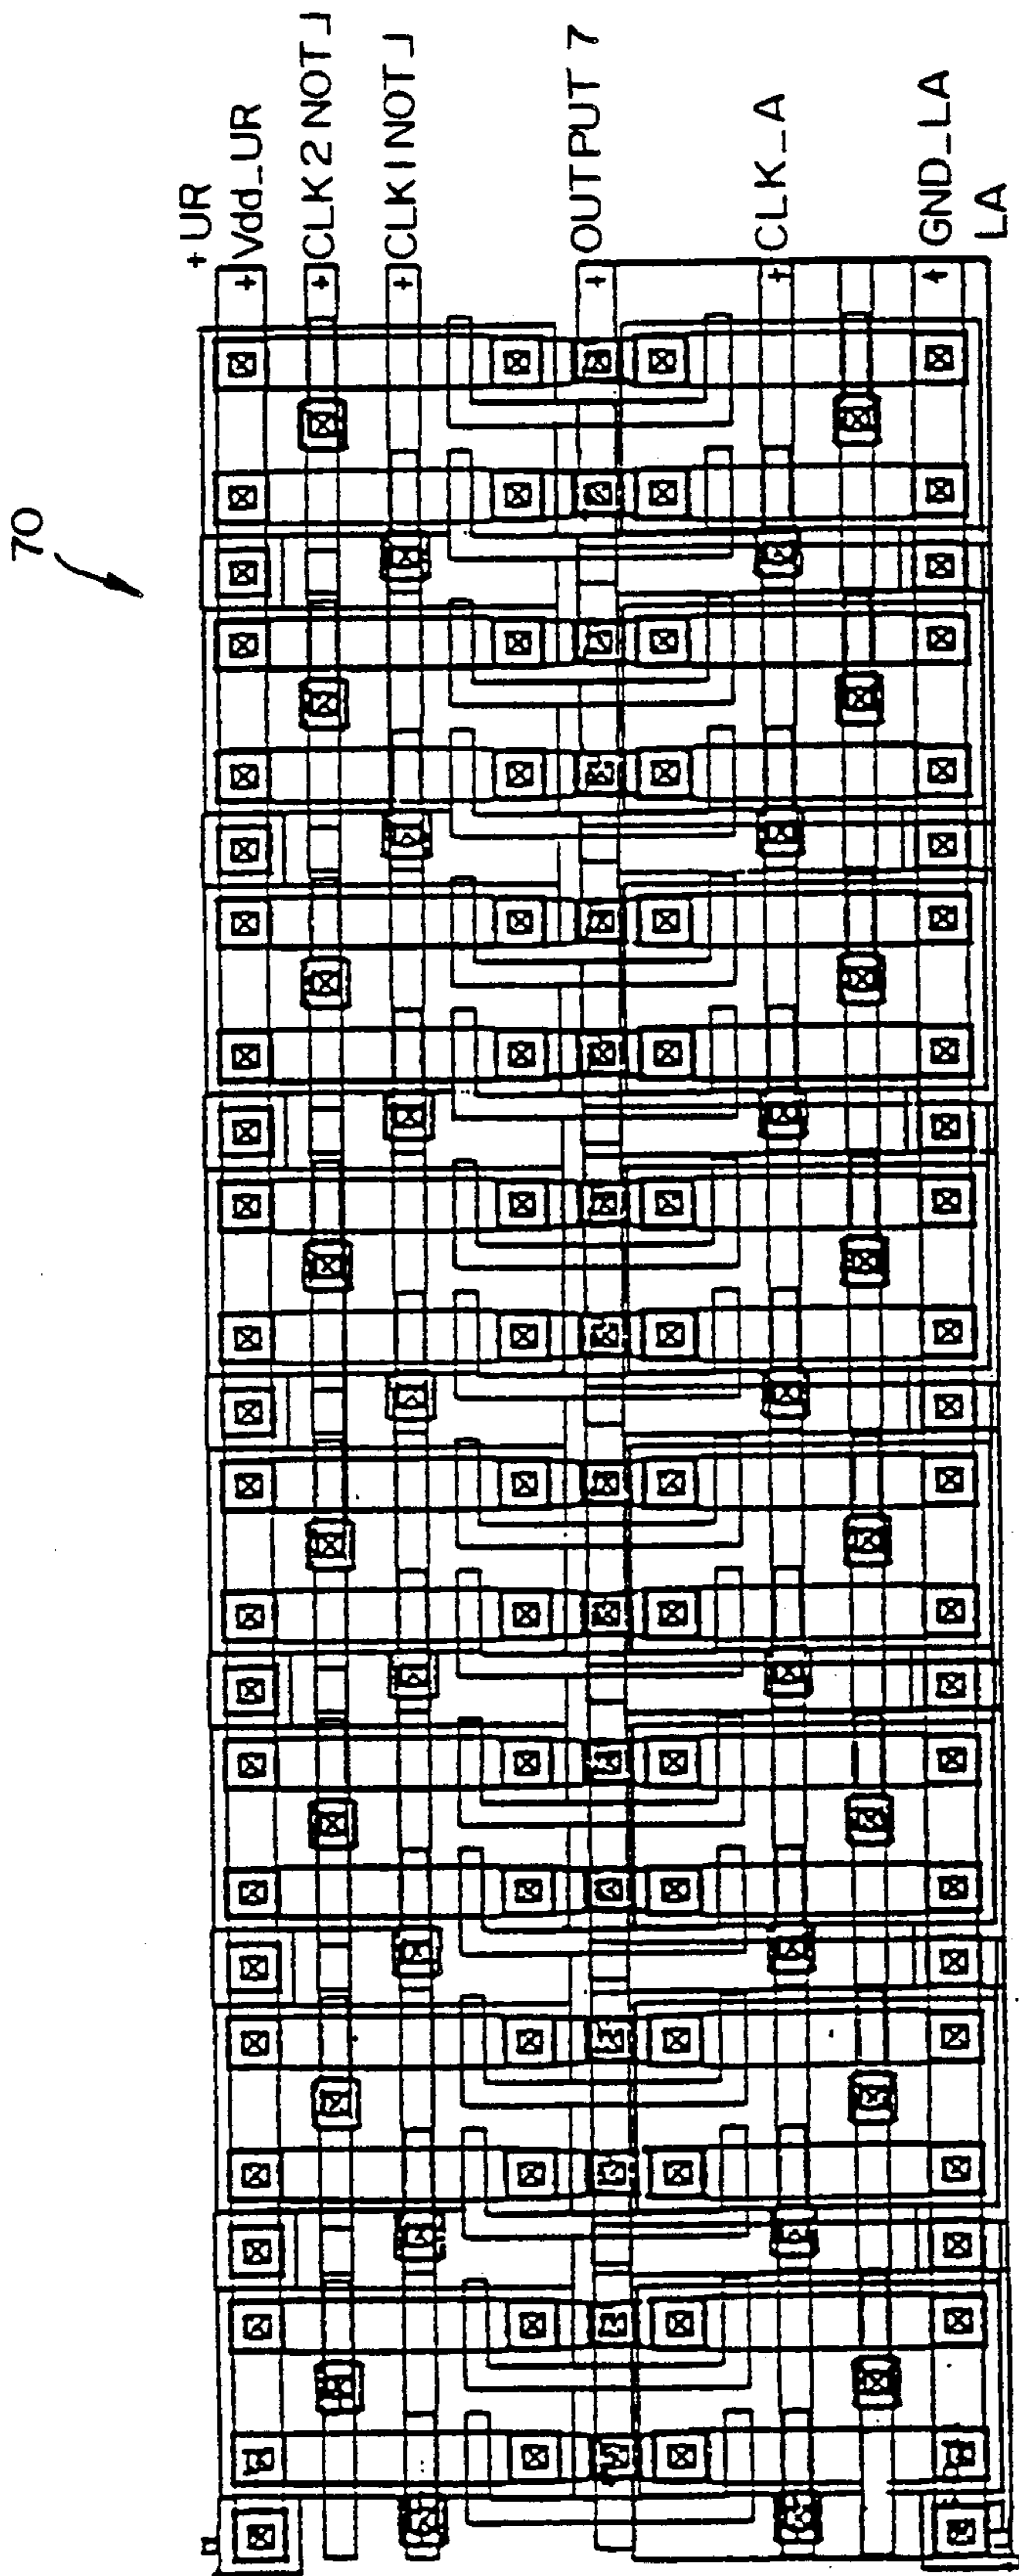 70
+ UR
+ Vdd_UR
+ CLK2NOT_J
+ CLK1NOT_J
+ OUTPUT 7
+ CLK_A
+ GND_LA
LA